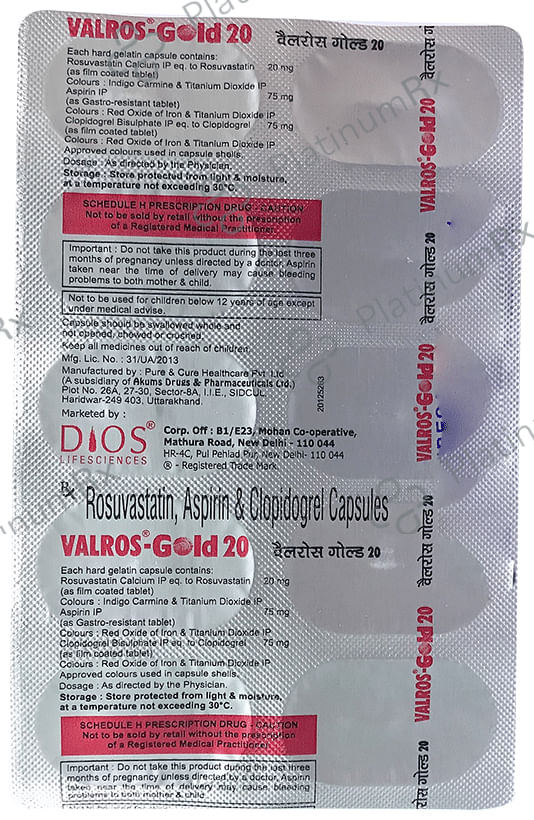 VALROS®-Gold 20 वैलरोस गोल्ड 20
Each hard gelatin capsule contains:
Rosuvastatin Calcium IP eq. to Rosuvastatin 20 mg
(as film coated tablet)
Colours : Indigo Carmine & Titanium Dioxide IP
Aspirin IP 75 mg
(as Gastro-resistant tablet)
Colours : Red Oxide of Iron & Titanium Dioxide IP
Clopidogrel Bisulphate IP eq. to Clopidogrel 75 mg
(as film coated tablet)
Colours : Red Oxide of Iron & Titanium Dioxide IP
Approved colours used in capsule shells.
Dosage : As directed by the Physician.
Storage : Store protected from light & moisture,
at a temperature not exceeding 30°C.
SCHEDULE H PRESCRIPTION DRUG - CAUTION
Not to be sold by retail without the prescription
of a Registered Medical Practitioner.
Important : Do not take this product during the last three
months of pregnancy unless directed by a doctor. Aspirin
taken near the time of delivery may cause bleeding
problems to both mother & child.
Not to be used for children below 12 years of age except
under medical advise.
Capsule should be swallowed whole and
not opened, chewed or crushed.
Keep all medicines out of reach of children.
Mfg. Lic. No. : 31/UA/2013
Manufactured by : Pure & Cure Healthcare Pvt. Ltd
(A subsidiary of Akums Drugs & Pharmaceuticals Ltd.)
Plot No. 26A, 27-30, Sector-8A, I.I.E., SIDCUL,
Haridwar-249 403, Uttarakhand.
Marketed by :
DIOS®
LIFESCIENCES
Corp. Off : B1/E23, Mohan Co-operative,
Mathura Road, New Delhi - 110 044
HR-4C, Pul Pehlad Pur, New Delhi- 110 044
® - Registered Trade Mark
20125283
Rx Rosuvastatin, Aspirin & Clopidogrel Capsules
VALROS®-Gold 20 वैलरोस गोल्ड 20
Each hard gelatin capsule contains:
Rosuvastatin Calcium IP eq. to Rosuvastatin 20 mg
(as film coated tablet)
Colours : Indigo Carmine & Titanium Dioxide IP
Aspirin IP 75 mg
(as Gastro-resistant tablet)
Colours : Red Oxide of Iron & Titanium Dioxide IP
Clopidogrel Bisulphate IP eq. to Clopidogrel 75 mg
(as film coated tablet)
Colours : Red Oxide of Iron & Titanium Dioxide IP
Approved colours used in capsule shells.
Dosage : As directed by the Physician.
Storage : Store protected from light & moisture,
at a temperature not exceeding 30°C.
SCHEDULE H PRESCRIPTION DRUG - CAUTION
Not to be sold by retail without the prescription
of a Registered Medical Practitioner.
Important : Do not take this product during the last three
months of pregnancy unless directed by a doctor. Aspirin
taken near the time of delivery may cause bleeding
problems to both mother & child.
वैलरोस ग
VALROS®-Gold 20
वैलरोस गोल्ड 20
VALROS®-Gold 20
वैलरोस गोल्ड 20
VALROS®-Gold 20
रोस गोल्ड 20
PlatinumRx
PlatinumRx